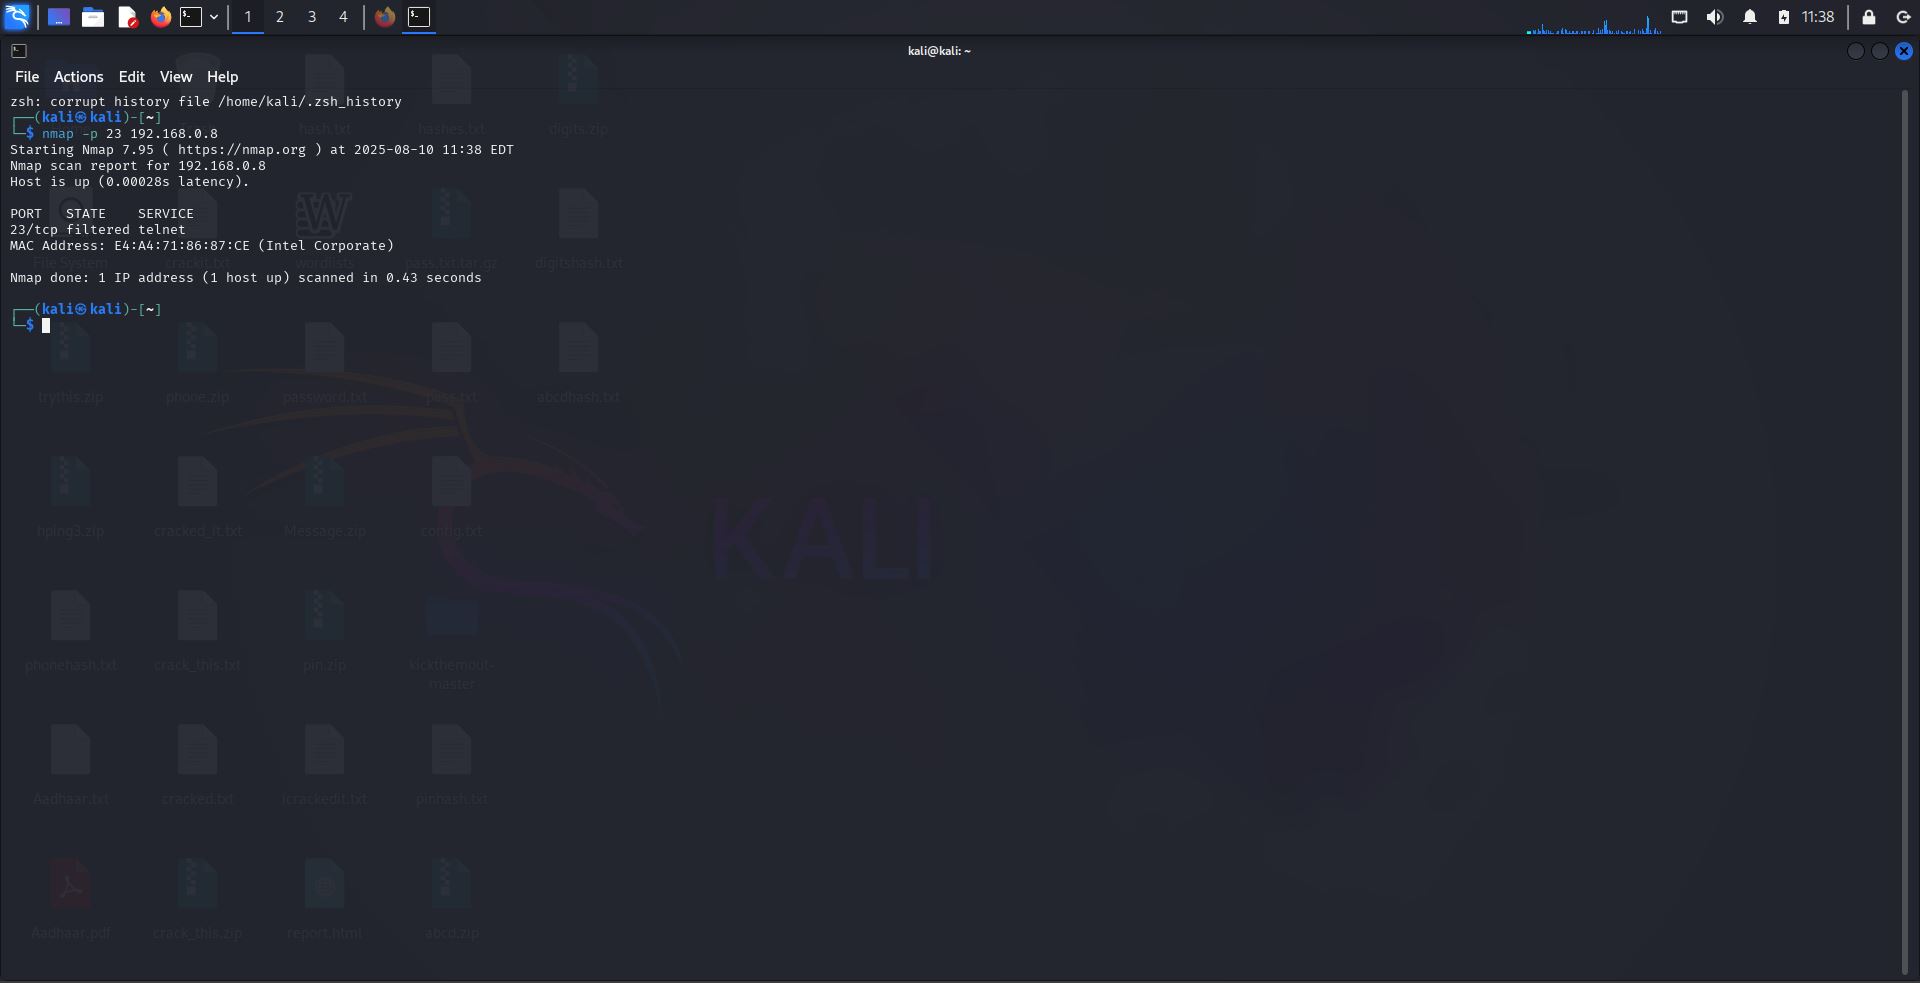 1 2 3 4 11:38
kali@kali: ~
File Actions Edit View Help
zsh: corrupt history file /home/kali/.zsh_history
┌──(kali㉿kali)-[~]
└─$ nmap -p 23 192.168.0.8
Starting Nmap 7.95 ( https://nmap.org ) at 2025-08-10 11:38 EDT
Nmap scan report for 192.168.0.8
Host is up (0.00028s latency).
PORT   STATE    SERVICE
23/tcp filtered telnet
MAC Address: E4:A4:71:86:87:CE (Intel Corporate)
Nmap done: 1 IP address (1 host up) scanned in 0.43 seconds
┌──(kali㉿kali)-[~]
└─$
hash.txt hashes.txt digits.zip
File System crackit.txt wordlists pass.txt.tar.gz digitshash.txt
trythis.zip phone.zip password.txt pass.txt abcdhash.txt
hping3.zip cracked_it.txt Message.zip config.txt
KALI
phonehash.txt crack_this.txt pin.zip kickthemout-
master
Aadhaar.txt cracked.txt icrackedit.txt pinhash.txt
Aadhaar.pdf crack_this.zip report.html abcd.zip